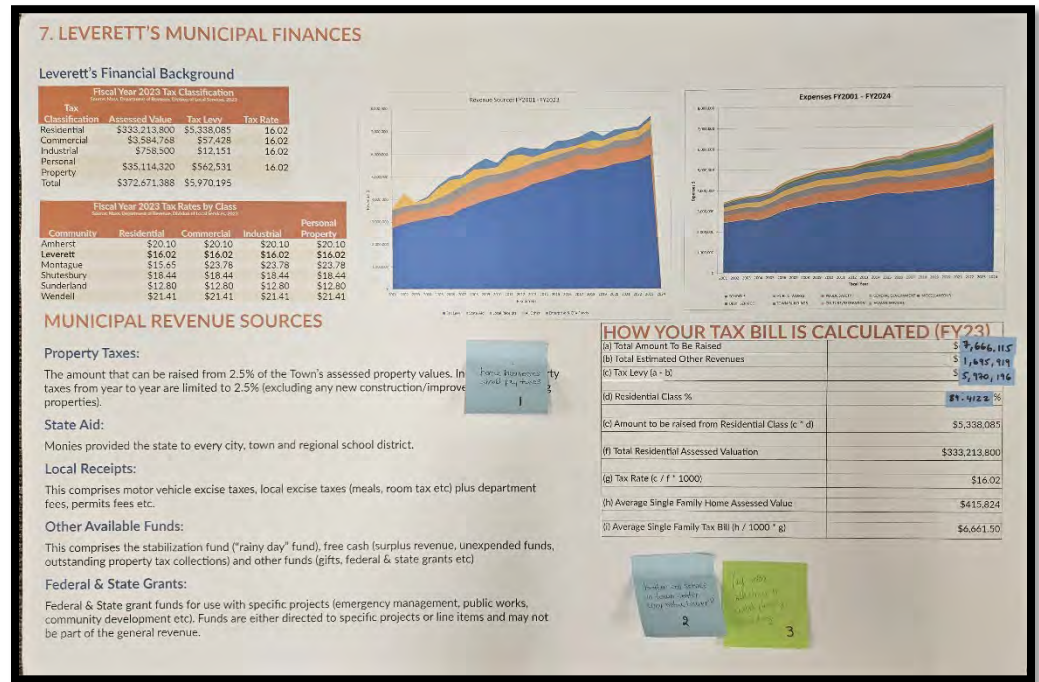 7. LEVERETT'S MUNICIPAL FINANCES
Leverett's Financial Background
Fiscal Year 2023 Tax Classification
Tax
Classification Assessed Value Tax Levy Tax Rate
Residential $333,213,800 $5,338,085 16.02
Commercial $3,584,768 $57,428 16.02
Industrial $758,500 $12,151 16.02
Personal
Property $35,114,320 $562,531 16.02
Total $372,671,388 $5,970,195
Fiscal Year 2023 Tax Rates by Class
Personal
Community Residential Commercial Industrial Property
Amherst $20.10 $20.10 $20.10 $20.10
Leverett $16.02 $16.02 $16.02 $16.02
Montague $15.65 $23.78 $23.78 $23.78
Shutesbury $18.44 $18.44 $18.44 $18.44
Sunderland $12.80 $12.80 $12.80 $12.80
Wendell $21.41 $21.41 $21.41 $21.41
Revenue Sources FY2001 - FY2023
Expenses FY2001 - FY2024
MUNICIPAL REVENUE SOURCES
Property Taxes:
The amount that can be raised from 2.5% of the Town's assessed property values. In
taxes from year to year are limited to 2.5% (excluding any new construction/improve
properties).
1
State Aid:
Monies provided the state to every city, town and regional school district.
Local Receipts:
This comprises motor vehicle excise taxes, local excise taxes (meals, room tax etc) plus department
fees, permits fees etc.
Other Available Funds:
This comprises the stabilization fund ("rainy day" fund), free cash (surplus revenue, unexpended funds,
outstanding property tax collections) and other funds (gifts, federal & state grants etc)
Federal & State Grants:
Federal & State grant funds for use with specific projects (emergency management, public works,
community development etc). Funds are either directed to specific projects or line items and may not
be part of the general revenue.
HOW YOUR TAX BILL IS CALCULATED (FY23)
(a) Total Amount To Be Raised $ 7,666,115
(b) Total Estimated Other Revenues $ 1,695,919
(c) Tax Levy (a - b) $ 5,970,196
(d) Residential Class % 89.4122 %
(e) Amount to be raised from Residential Class (c * d) $5,338,085
(f) Total Residential Assessed Valuation $333,213,800
(g) Tax Rate (c / f * 1000) $16.02
(h) Average Single Family Home Assessed Value $415,824
(i) Average Single Family Tax Bill (h / 1000 * g) $6,661.50
2
3